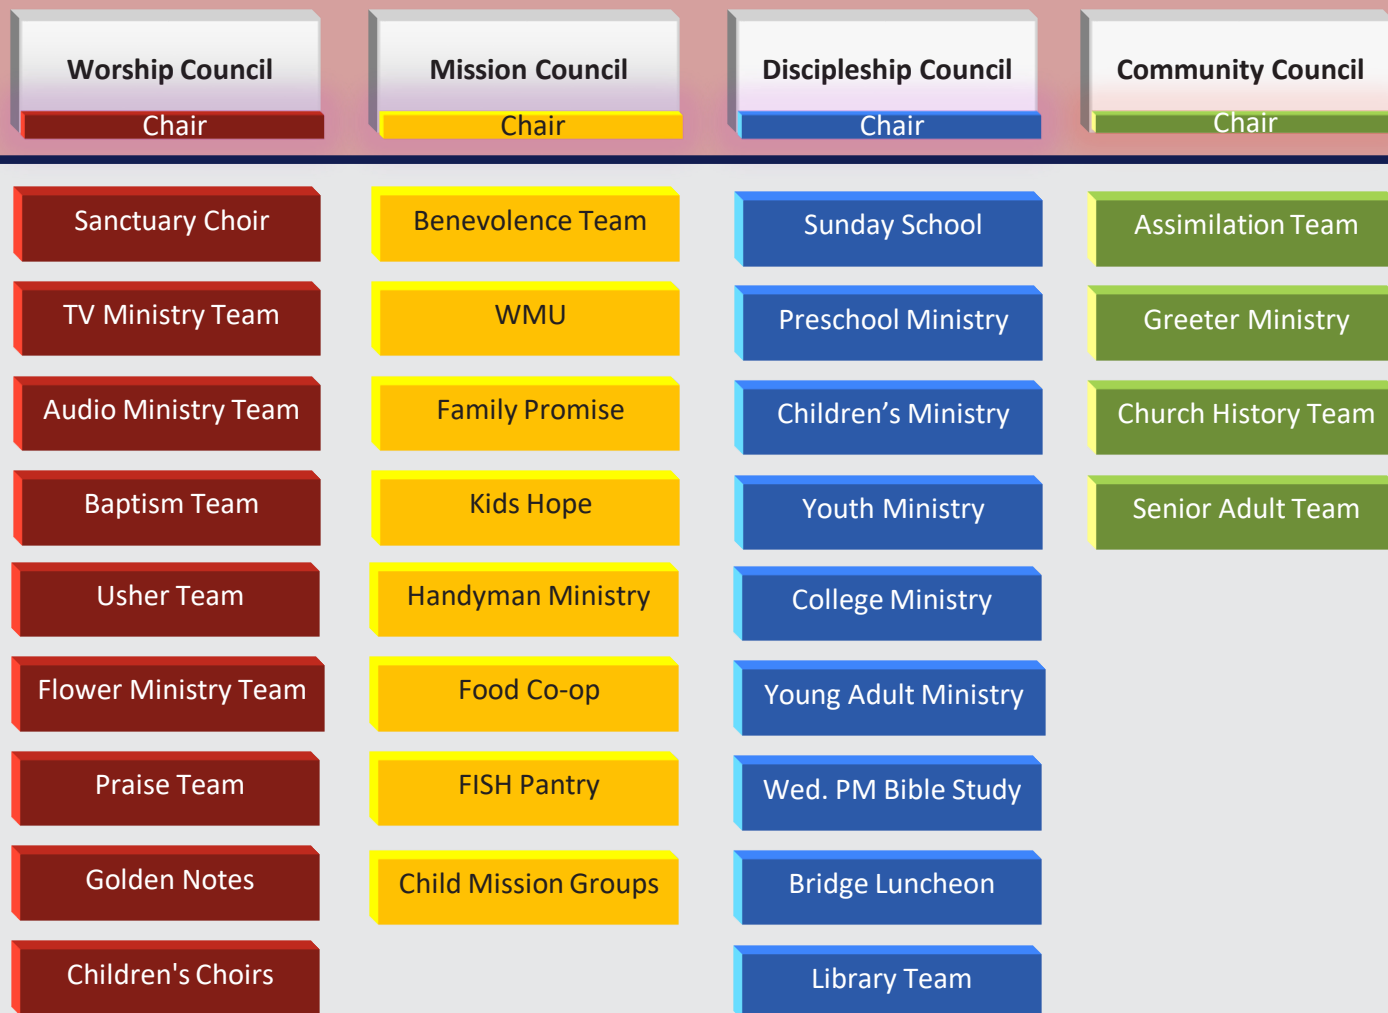 Worship Council
Chair
Mission Council
Chair
Discipleship Council
Chair
Community Council
Chair
Sanctuary Choir
TV Ministry Team
Audio Ministry Team
Baptism Team
Usher Team
Flower Ministry Team
Praise Team
Golden Notes
Children's Choirs
Benevolence Team
WMU
Family Promise
Kids Hope
Handyman Ministry
Food Co-op
FISH Pantry
Child Mission Groups
Sunday School
Preschool Ministry
Children’s Ministry
Youth Ministry
College Ministry
Young Adult Ministry
Wed. PM Bible Study
Bridge Luncheon
Library Team
Assimilation Team
Greeter Ministry
Church History Team
Senior Adult Team